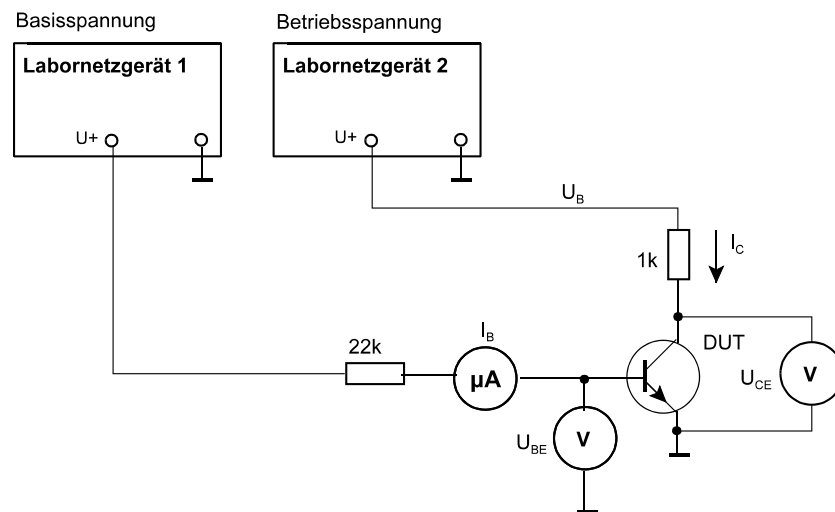 Basisspannung
Betriebsspannung
Labornetzgerät 1
Labornetzgerät 2
U+
U+
U_B
I_C
1k
I_B
22k
µA
DUT
U_CE
V
U_BE
V